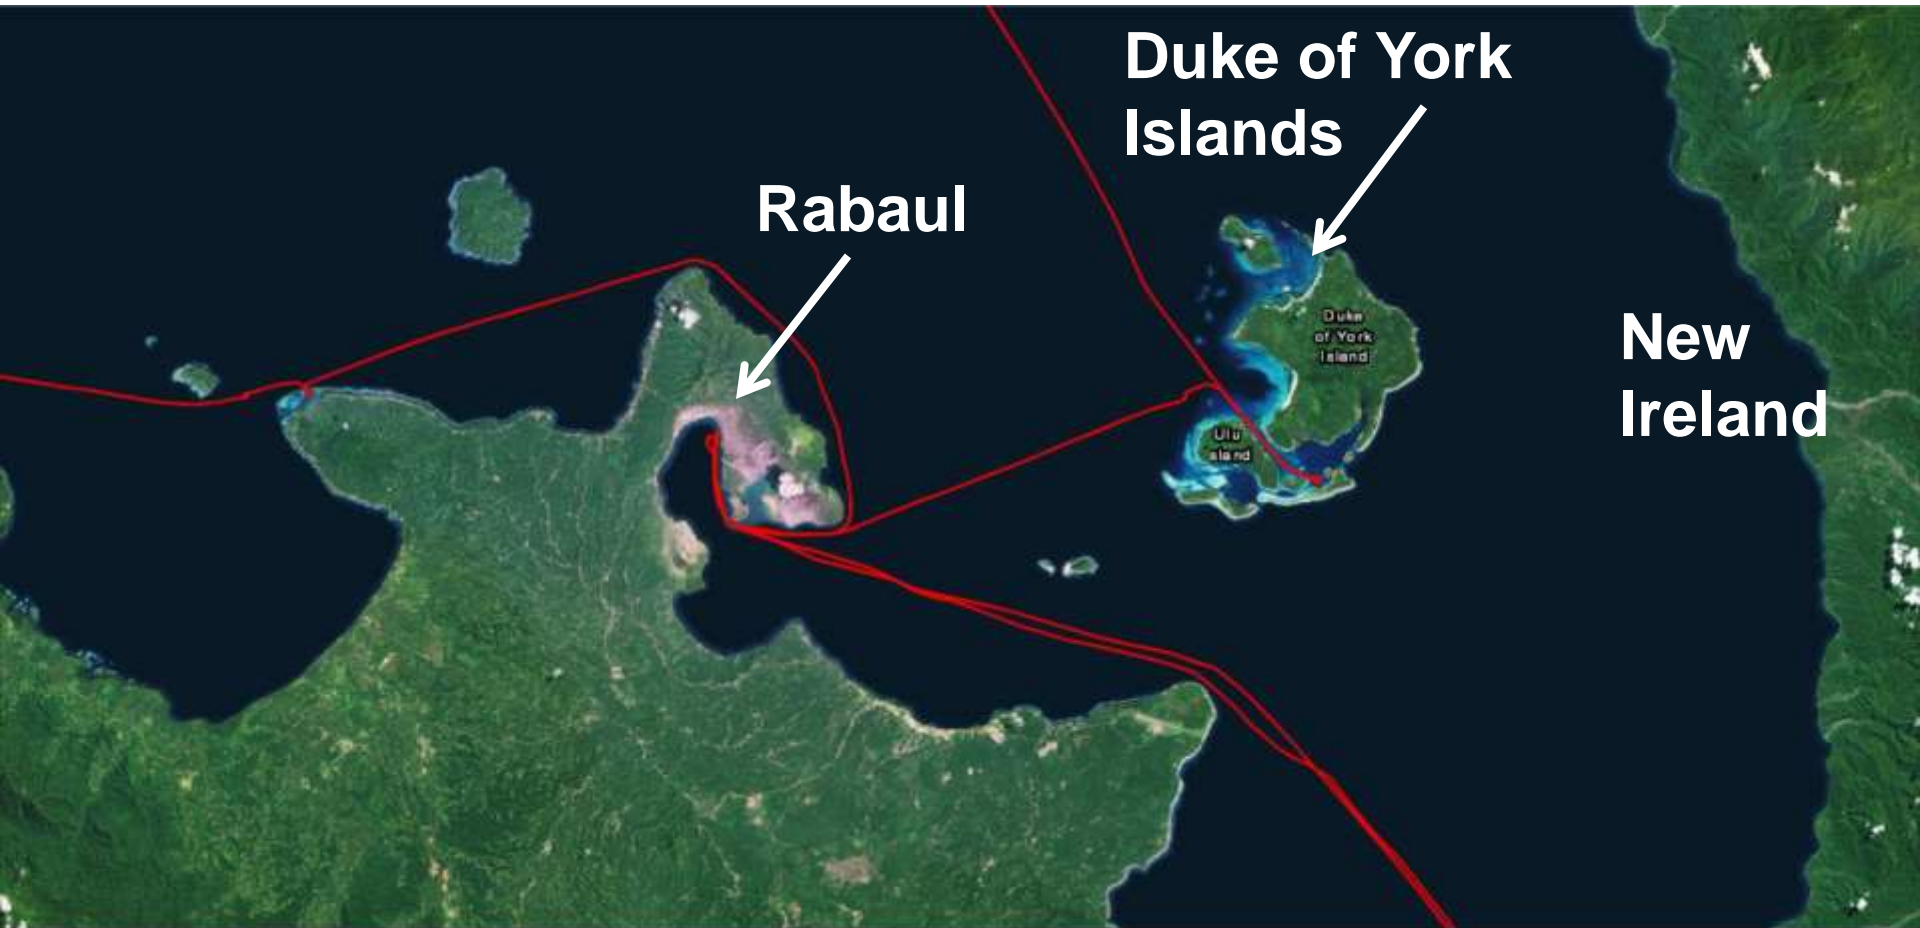 Duke of York
Islands
Rabaul
Duke
of York
Island
New
Ireland
Ulu
Island